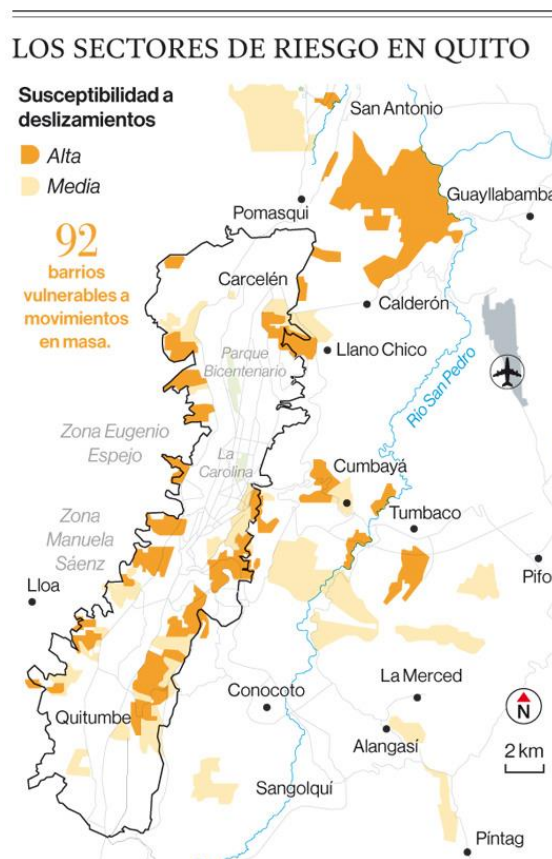 LOS SECTORES DE RIESGO EN QUITO
Susceptibilidad a
deslizamientos
Alta
Media
92
barrios
vulnerables a
movimientos
en masa.
San Antonio
Guayllabamba
Pomasqui
Carcelén
Calderón
Llano Chico
Parque
Bicentenario
Río San Pedro
Zona Eugenio
Espejo
La
Carolina
Cumbayá
Zona
Manuela
Sáenz
Tumbaco
Lloa
Pifo
La Merced
Conocoto
N
Quitumbe
Alangasí
2 km
Sangolquí
Píntag